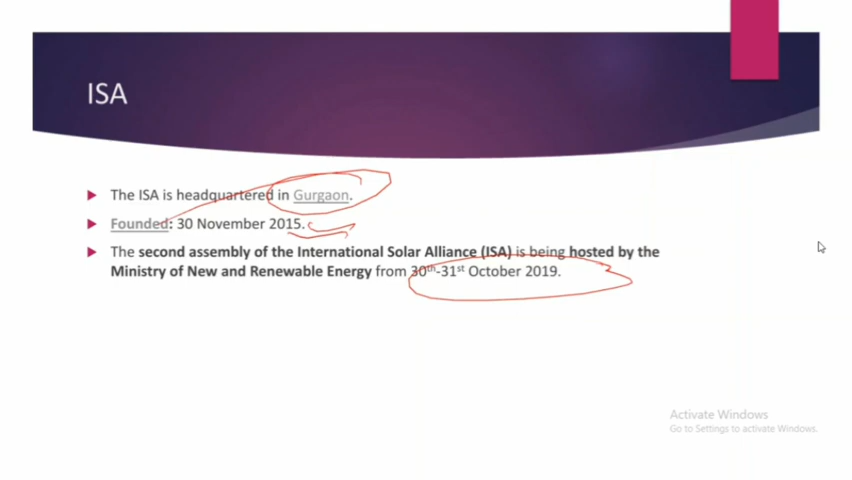 ISA
The ISA is headquartered in Gurgaon.
Founded: 30 November 2015.
The second assembly of the International Solar Alliance (ISA) is being hosted by the
Ministry of New and Renewable Energy from 30th-31st October 2019.
Activate Windows
Go to Settings to activate Windows.